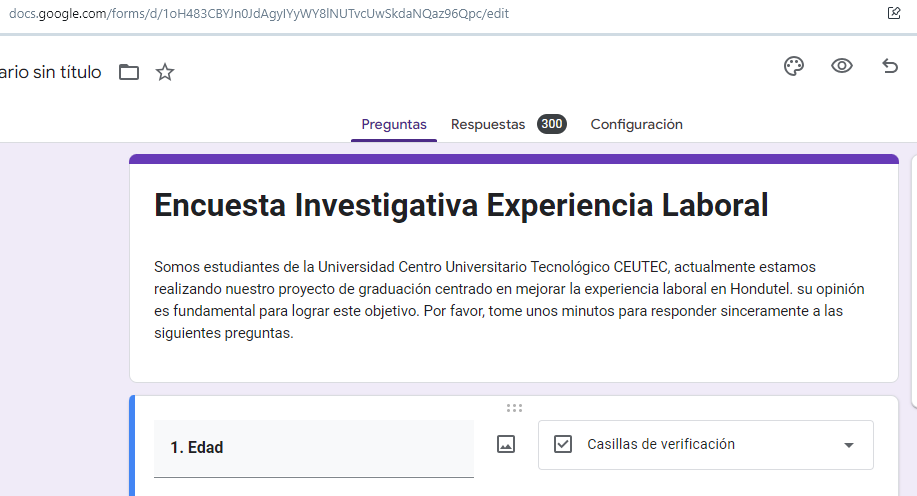 docs.google.com/forms/d/1oH483CBYJn0JdAgyIYyWY8lNUTvcUwSkdaNQaz96Qpc/edit
ario sin título
Preguntas Respuestas 300 Configuración
Encuesta Investigativa Experiencia Laboral
Somos estudiantes de la Universidad Centro Universitario Tecnológico CEUTEC, actualmente estamos
realizando nuestro proyecto de graduación centrado en mejorar la experiencia laboral en Hondutel. su opinión
es fundamental para lograr este objetivo. Por favor, tome unos minutos para responder sinceramente a las
siguientes preguntas.
1. Edad Casillas de verificación